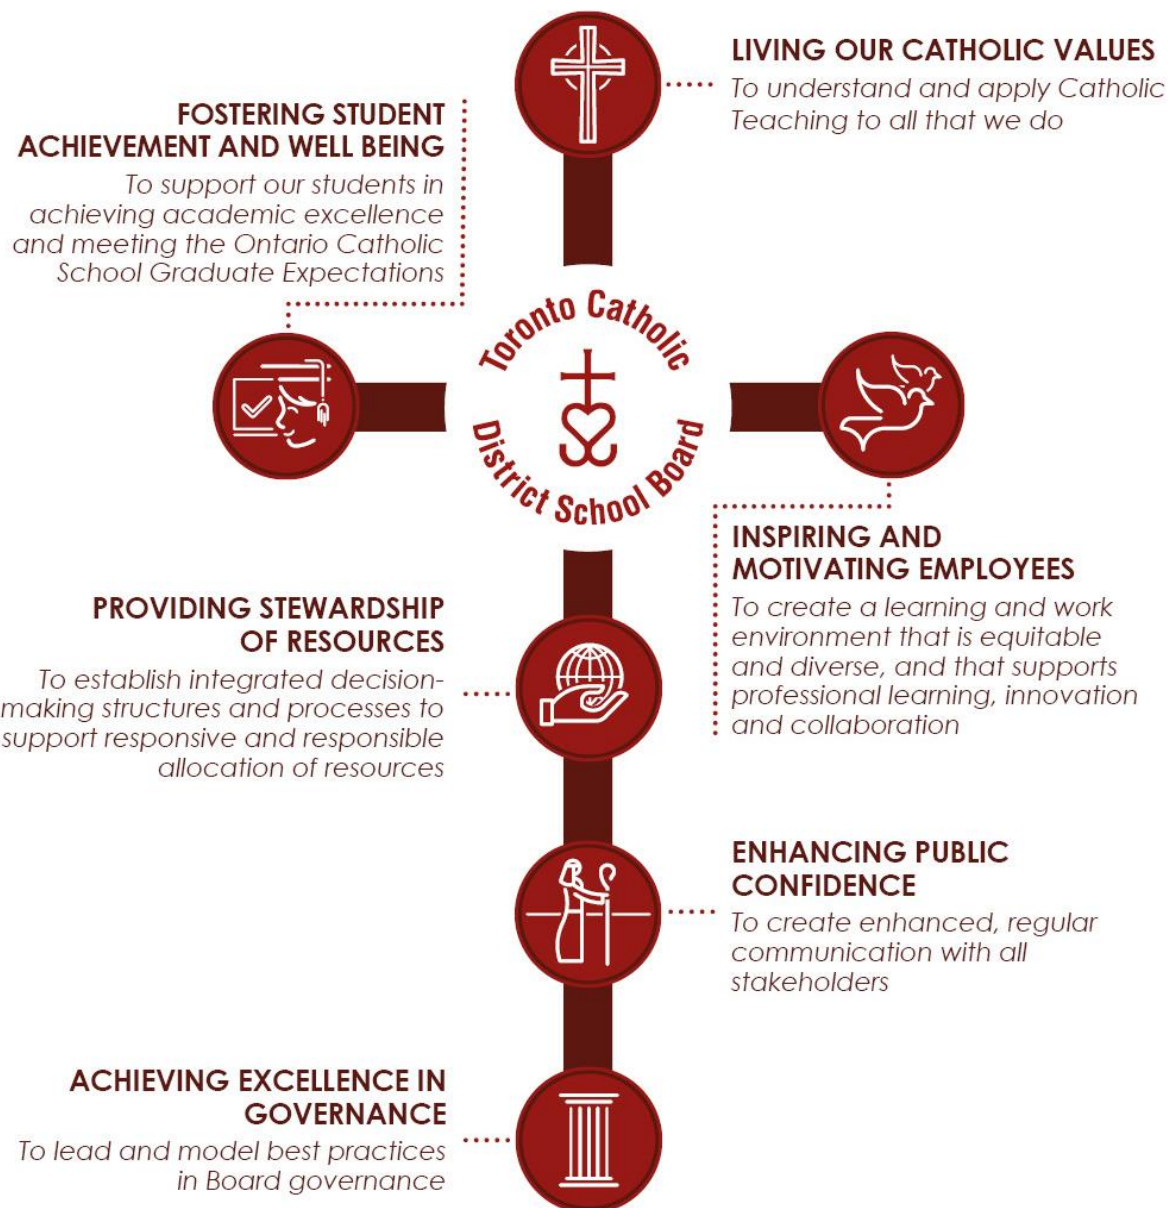 LIVING OUR CATHOLIC VALUES
To understand and apply Catholic
Teaching to all that we do
FOSTERING STUDENT
ACHIEVEMENT AND WELL BEING
To support our students in
achieving academic excellence
and meeting the Ontario Catholic
School Graduate Expectations
Toronto Catholic
District School Board
INSPIRING AND
MOTIVATING EMPLOYEES
To create a learning and work
environment that is equitable
and diverse, and that supports
professional learning, innovation
and collaboration
PROVIDING STEWARDSHIP
OF RESOURCES
To establish integrated decision-
making structures and processes to
support responsive and responsible
allocation of resources
ENHANCING PUBLIC
CONFIDENCE
To create enhanced, regular
communication with all
stakeholders
ACHIEVING EXCELLENCE IN
GOVERNANCE
To lead and model best practices
in Board governance